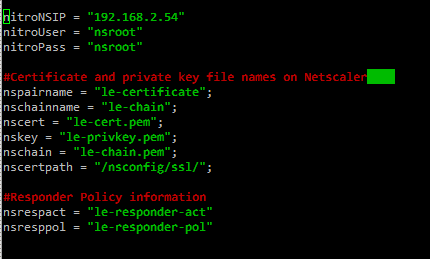 nitroNSIP = "192.168.2.54"
nitroUser = "nsroot"
nitroPass = "nsroot"
#Certificate and private key file names on Netscaler
nspairname = "le-certificate";
nschainname = "le-chain";
nscert = "le-cert.pem";
nskey = "le-privkey.pem";
nschain = "le-chain.pem";
nscertpath = "/nsconfig/ssl/";
#Responder Policy information
nsrespact = "le-responder-act"
nsresppol = "le-responder-pol"